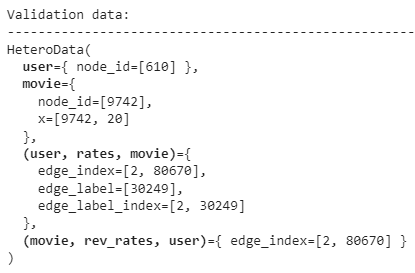 Validation data:
-----------------------------------------------------
HeteroData(
  user={ node_id=[610] },
  movie={
    node_id=[9742],
    x=[9742, 20]
  },
  (user, rates, movie)={
    edge_index=[2, 80670],
    edge_label=[30249],
    edge_label_index=[2, 30249]
  },
  (movie, rev_rates, user)={ edge_index=[2, 80670] }
)